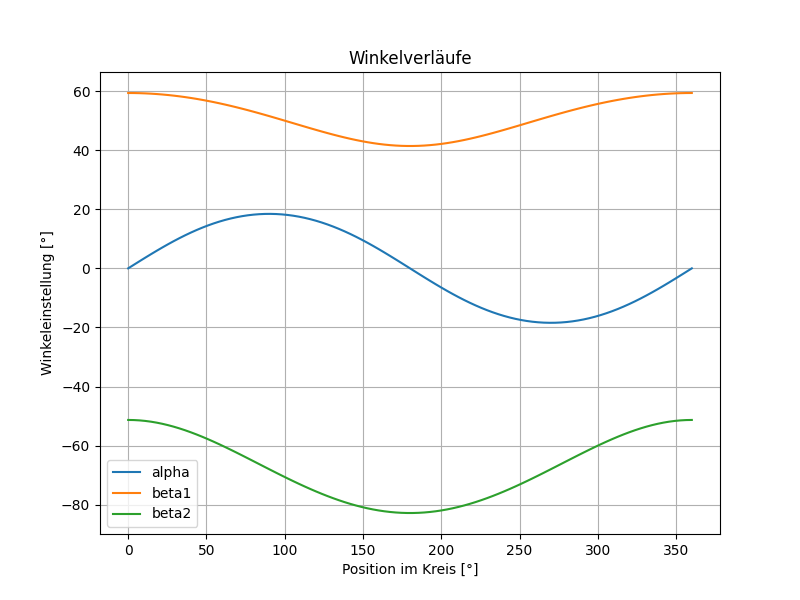 Winkelverläufe
Winkeleinstellung [°]
60
40
20
0
−20
−40
−60
−80
alpha
beta1
beta2
0 50 100 150 200 250 300 350
Position im Kreis [°]